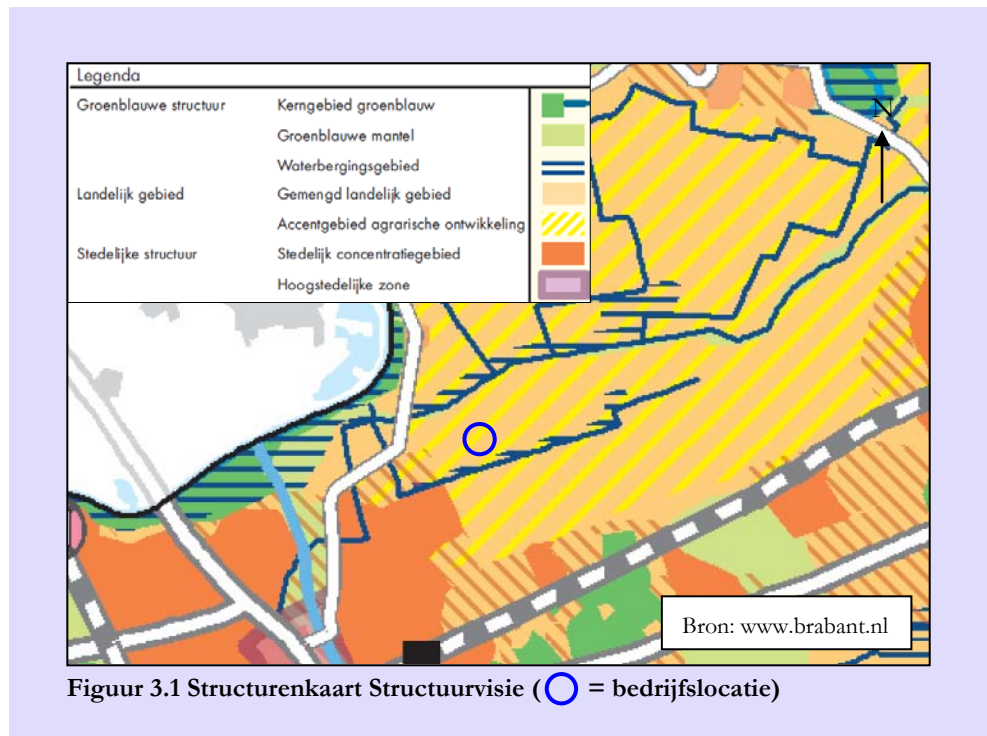 Legenda
Groenblauwe structuur Kerngebied groenblauw
Groenblauwe mantel
Waterbergingsgebied
Landelijk gebied Gemengd landelijk gebied
Accentgebied agrarische ontwikkeling
Stedelijke structuur Stedelijk concentratiegebied
Hoogstedelijke zone
N
Bron: www.brabant.nl
Figuur 3.1 Structurenkaart Structuurvisie ( = bedrijfslocatie)